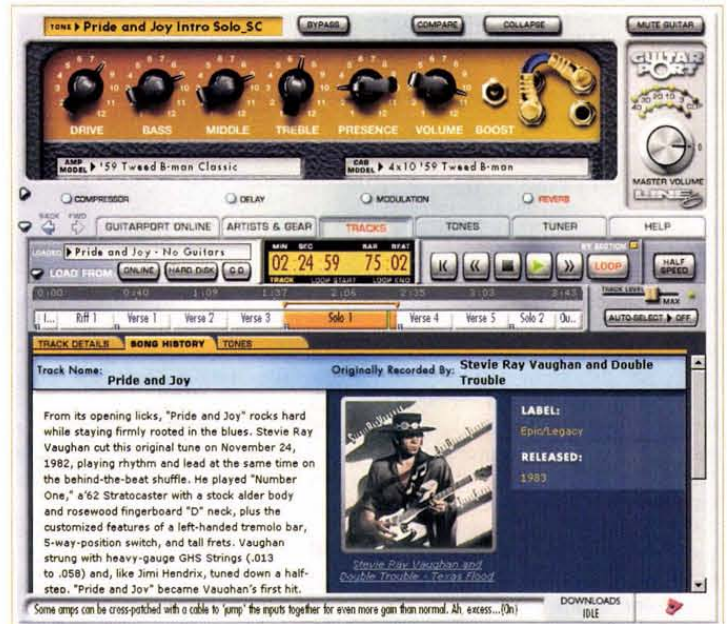 TONE Pride and Joy Intro Solo_SC BYPASS COMPARE COLLAPSE MUTE GUITAR
GUITAR PORT
DRIVE BASS MIDDLE TREBLE PRESENCE VOLUME BOOST
MASTER VOLUME
AMP MODEL '59 Tweed B-man Classic CAB MODEL 4x10 '59 Tweed B-man
LINE 6
COMPRESSOR DELAY MODULATION REVERB
BACK FWD
GUITARPORT ONLINE ARTISTS & GEAR TRACKS TONES TUNER HELP
LOADED Pride and Joy - No Guitars
LOAD FROM ONLINE HARD DISK CD
MIN SEC BAR BEAT
02 24 59 75 02
TRACK LOOP START LOOP END
BY SECTION
LOOP
HALF SPEED
0:00 0:40 1:09 1:37 2:06 2:35 3:03 3:45
TRACK LEVEL MAX
I... Riff 1 Verse 1 Verse 2 Verse 3 Solo 1 Verse 4 Verse 5 Solo 2 Ou..
AUTO-SELECT OFF
TRACK DETAILS SONG HISTORY TONES
Track Name: Pride and Joy
Originally Recorded By: Stevie Ray Vaughan and Double Trouble
From its opening licks, "Pride and Joy" rocks hard
while staying firmly rooted in the blues. Stevie Ray
Vaughan cut this original tune on November 24,
1982, playing rhythm and lead at the same time on
the behind-the-beat shuffle. He played "Number
One," a'62 Stratocaster with a stock alder body
and rosewood fingerboard "D" neck, plus the
customized features of a left-handed tremolo bar,
5-way-position switch, and tall frets. Vaughan
strung with heavy-gauge GHS Strings (.013
to .058) and, like Jimi Hendrix, tuned down a half-
step. "Pride and Joy" became Vaughan's first hit.
Stevie Ray Vaughan and
Double Trouble - Texas Flood
LABEL:
Epic/Legacy
RELEASED:
1983
Some amps can be cross-patched with a cable to 'jump' the inputs together for even more gain than normal. Ah, excess...(On)
DOWNLOADS
IDLE